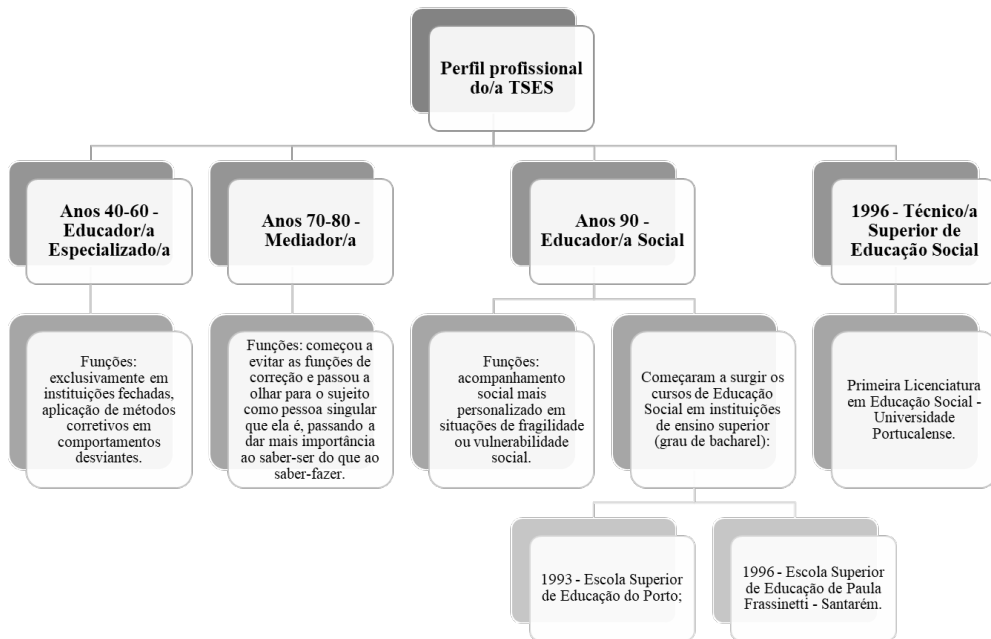 Perfil profissional
do/a TSES
Anos 40-60 -
Educador/a
Especializado/a
Anos 70-80 -
Mediador/a
Anos 90 -
Educador/a Social
1996 - Técnico/a
Superior de
Educação Social
Funções:
exclusivamente em
instituições fechadas,
aplicação de métodos
corretivos em
comportamentos
desviantes.
Funções: começou a
evitar as funções de
correção e passou a
olhar para o sujeito
como pessoa singular
que ela é, passando a
dar mais importância
ao saber-ser do que ao
saber-fazer.
Funções:
acompanhamento
social mais
personalizado em
situações de fragilidade
ou vulnerabilidade
social.
Começaram a surgir os
cursos de Educação
Social em instituições
de ensino superior
(grau de bacharel):
Primeira Licenciatura
em Educação Social -
Universidade
Portucalense.
1993 - Escola Superior
de Educação do Porto;
1996 - Escola Superior
de Educação de Paula
Frassinetti - Santarém.